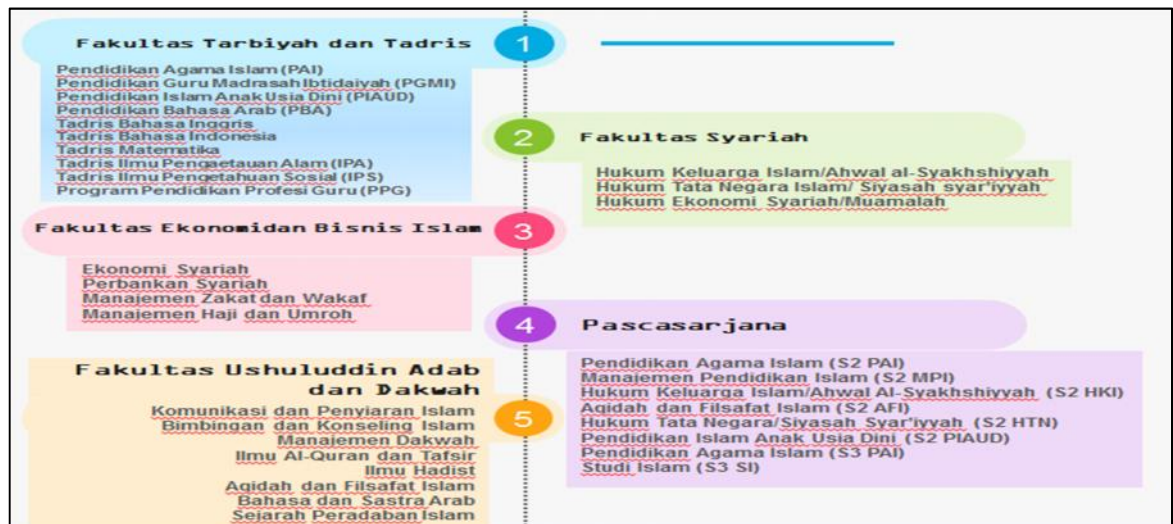 Fakultas Tarbiyah dan Tadris
1
Pendidikan Agama Islam (PAI)
Pendidikan Guru Madrasah Ibtidaiyah (PGMI)
Pendidikan Islam Anak Usia Dini (PIAUD)
Pendidikan Bahasa Arab (PBA)
Tadris Bahasa Inggris
Tadris Bahasa Indonesia
Tadris Matematika
Tadris Ilmu Pengaetauan Alam (IPA)
Tadris Ilmu Pengetahuan Sosial (IPS)
Program Pendidikan Profesi Guru (PPG)
2
Fakultas Syariah
Hukum Keluarga Islam/Ahwal al-Syakhshiyyah
Hukum Tata Negara Islam/ Siyasah syar'iyyah
Hukum Ekonomi Syariah/Muamalah
Fakultas Ekonomidan Bisnis Islam
3
Ekonomi Syariah
Perbankan Syariah
Manajemen Zakat dan Wakaf
Manajemen Haji dan Umroh
4
Pascasarjana
Pendidikan Agama Islam (S2 PAI)
Manajemen Pendidikan Islam (S2 MPI)
Hukum Keluarga Islam/Ahwal Al-Syakhshiyyah (S2 HKI)
Aqidah dan Filsafat Islam (S2 AFI)
Hukum Tata Negara/Siyasah Syar'iyyah (S2 HTN)
Pendidikan Islam Anak Usia Dini (S2 PIAUD)
Pendidikan Agama Islam (S3 PAI)
Studi Islam (S3 SI)
Fakultas Ushuluddin Adab
dan Dakwah
5
Komunikasi dan Penyiaran Islam
Bimbingan dan Konseling Islam
Manajemen Dakwah
Ilmu Al-Quran dan Tafsir
Ilmu Hadist
Aqidah dan Filsafat Islam
Bahasa dan Sastra Arab
Sejarah Peradaban Islam